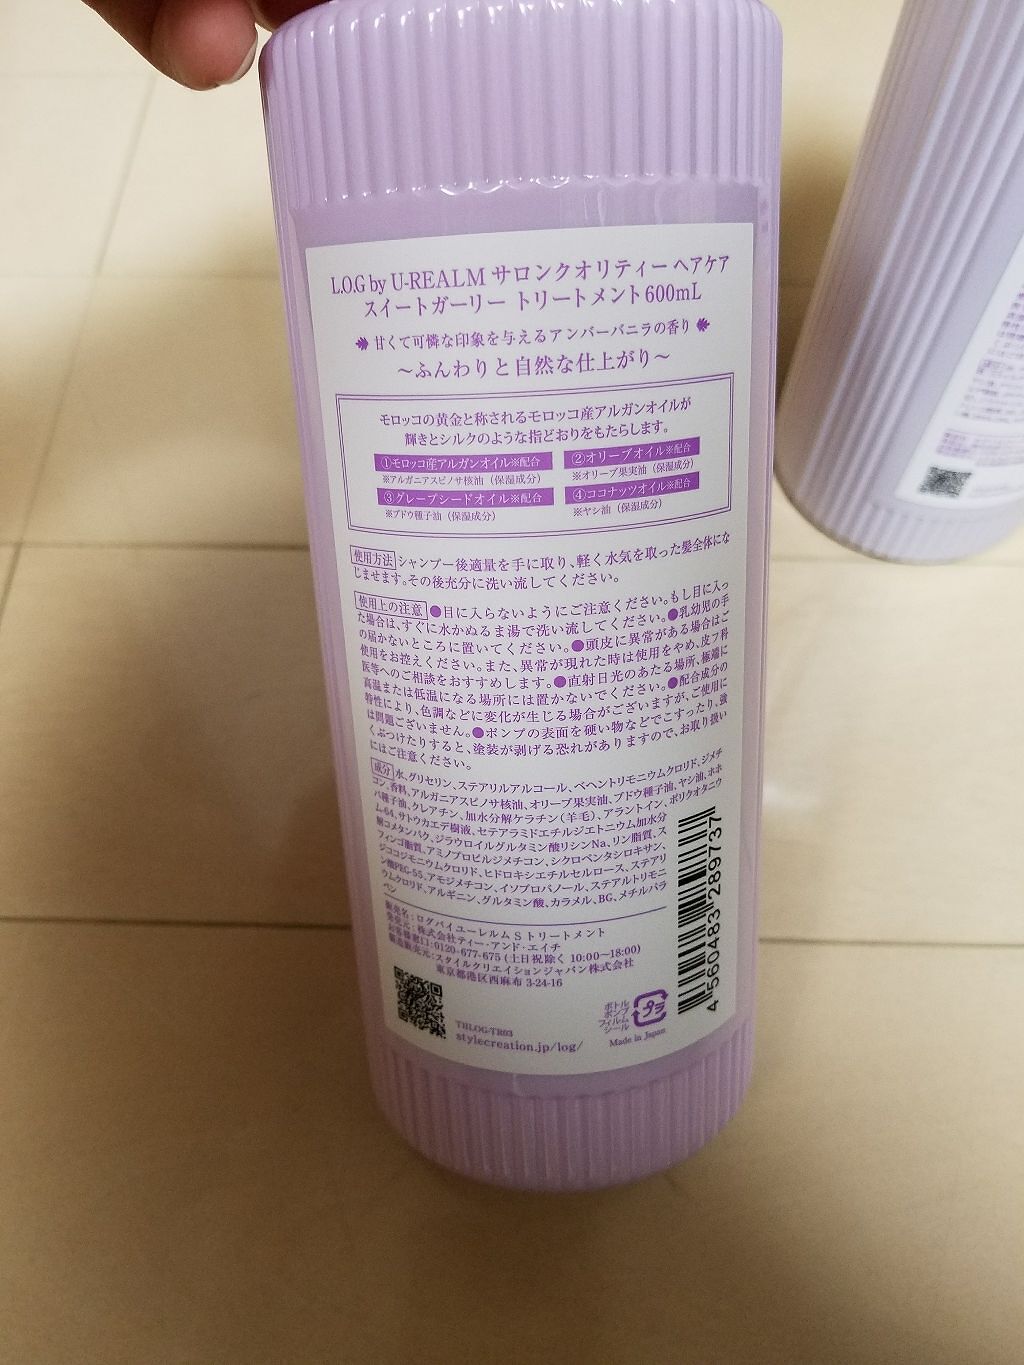 L.O.G by U-REALM サロンクオリティー ヘアケア
スイートガーリー トリートメント600mL
甘くて可憐な印象を与えるアンバーバニラの香り
～ふんわりと自然な仕上がり～
モロッコの黄金と称されるモロッコ産アルガンオイルが
輝きとシルクのような指どおりをもたらします。
①モロッコ産アルガンオイル※配合 ②オリーブオイル※配合
※アルガニアスピノサ核油（保湿成分） ※オリーブ果実油（保湿成分）
③グレープシードオイル※配合 ④ココナッツオイル※配合
※ブドウ種子油（保湿成分） ※ヤシ油（保湿成分）
使用方法 シャンプー後適量を手に取り、軽く水気を取った髪全体にな
じませます。その後充分に洗い流してください。
使用上の注意 ●目に入らないようにご注意ください。もし目に入っ
た場合は、すぐに水かぬるま湯で洗い流してください。●乳幼児の手
の届かないところに置いてください。●頭皮に異常がある場合はご
使用をお控えください。また、異常が現れた時は使用をやめ、皮フ科
医等へのご相談をおすすめします。●直射日光のあたる場所、極端に
高温または低温になる場所には置かないでください。●配合成分の
特性により、色調などに変化が生じる場合がございますが、ご使用に
は問題ございません。●ポンプの表面を硬い物などでこすったり、強
くぶつけたりすると、塗装が剥げる恐れがありますので、お取り扱い
にはご注意ください。
成分 水、グリセリン、ステアリルアルコール、ベヘントリモニウムクロリド、ジメチ
コン、香料、アルガニアスピノサ核油、オリーブ果実油、ブドウ種子油、ヤシ油、ホホ
バ種子油、クレアチン、加水分解ケラチン（羊毛）、アラントイン、ポリクオタニウ
ム-64、サトウカエデ樹液、セテアラミドエチルジエトニウム加水分
解コメタンパク、ジラウロイルグルタミン酸リシンNa、リン脂質、ス
フィンゴ脂質、アミノプロピルジメチコン、シクロペンタシロキサン、
ジココジモニウムクロリド、ヒドロキシエチルセルロース、ステアリ
ン酸PEG-55、アモジメチコン、イソプロパノール、ステアルトリモニ
ウムクロリド、アルギニン、グルタミン酸、カラメル、BG、メチルパラ
ベン
販売名：ログバイユーレルム S トリートメント
発売元：株式会社ティー・アンド・エイチ
お客様窓口：0120-677-675 (土日祝除く 10:00～18:00)
製造販売元：スタイルクリエイションジャパン株式会社
東京都港区西麻布 3-24-16
THLOG-TR03
stylecreation.jp/log/
ボトル
ポンプ
フィルム
シール
プラ
Made in Japan
4 560483 289737